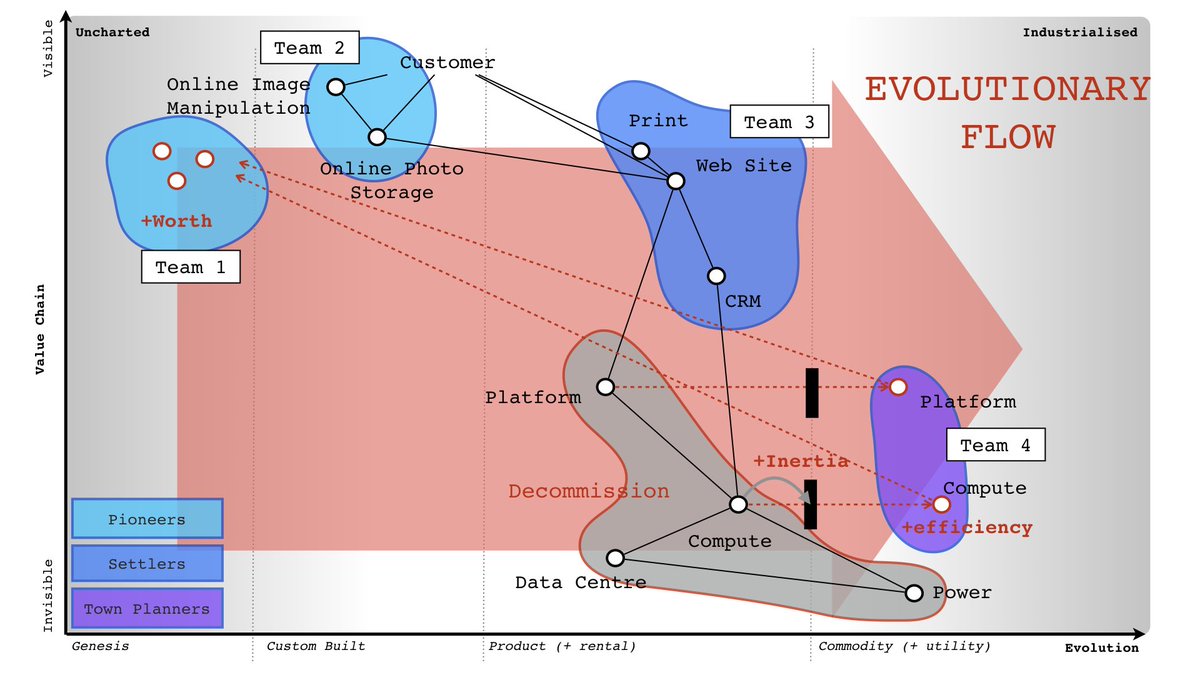 Visible
Uncharted
Industrialised
Team 2
Customer
Online Image
Manipulation
EVOLUTIONARY
FLOW
Print
Team 3
Web Site
Online Photo
Storage
+Worth
Team 1
CRM
Value Chain
Platform
Platform
Team 4
+Inertia
Decommission
Compute
+efficiency
Compute
Data Centre
Power
Pioneers
Settlers
Town Planners
Invisible
Genesis
Custom Built
Product (+ rental)
Commodity (+ utility)
Evolution